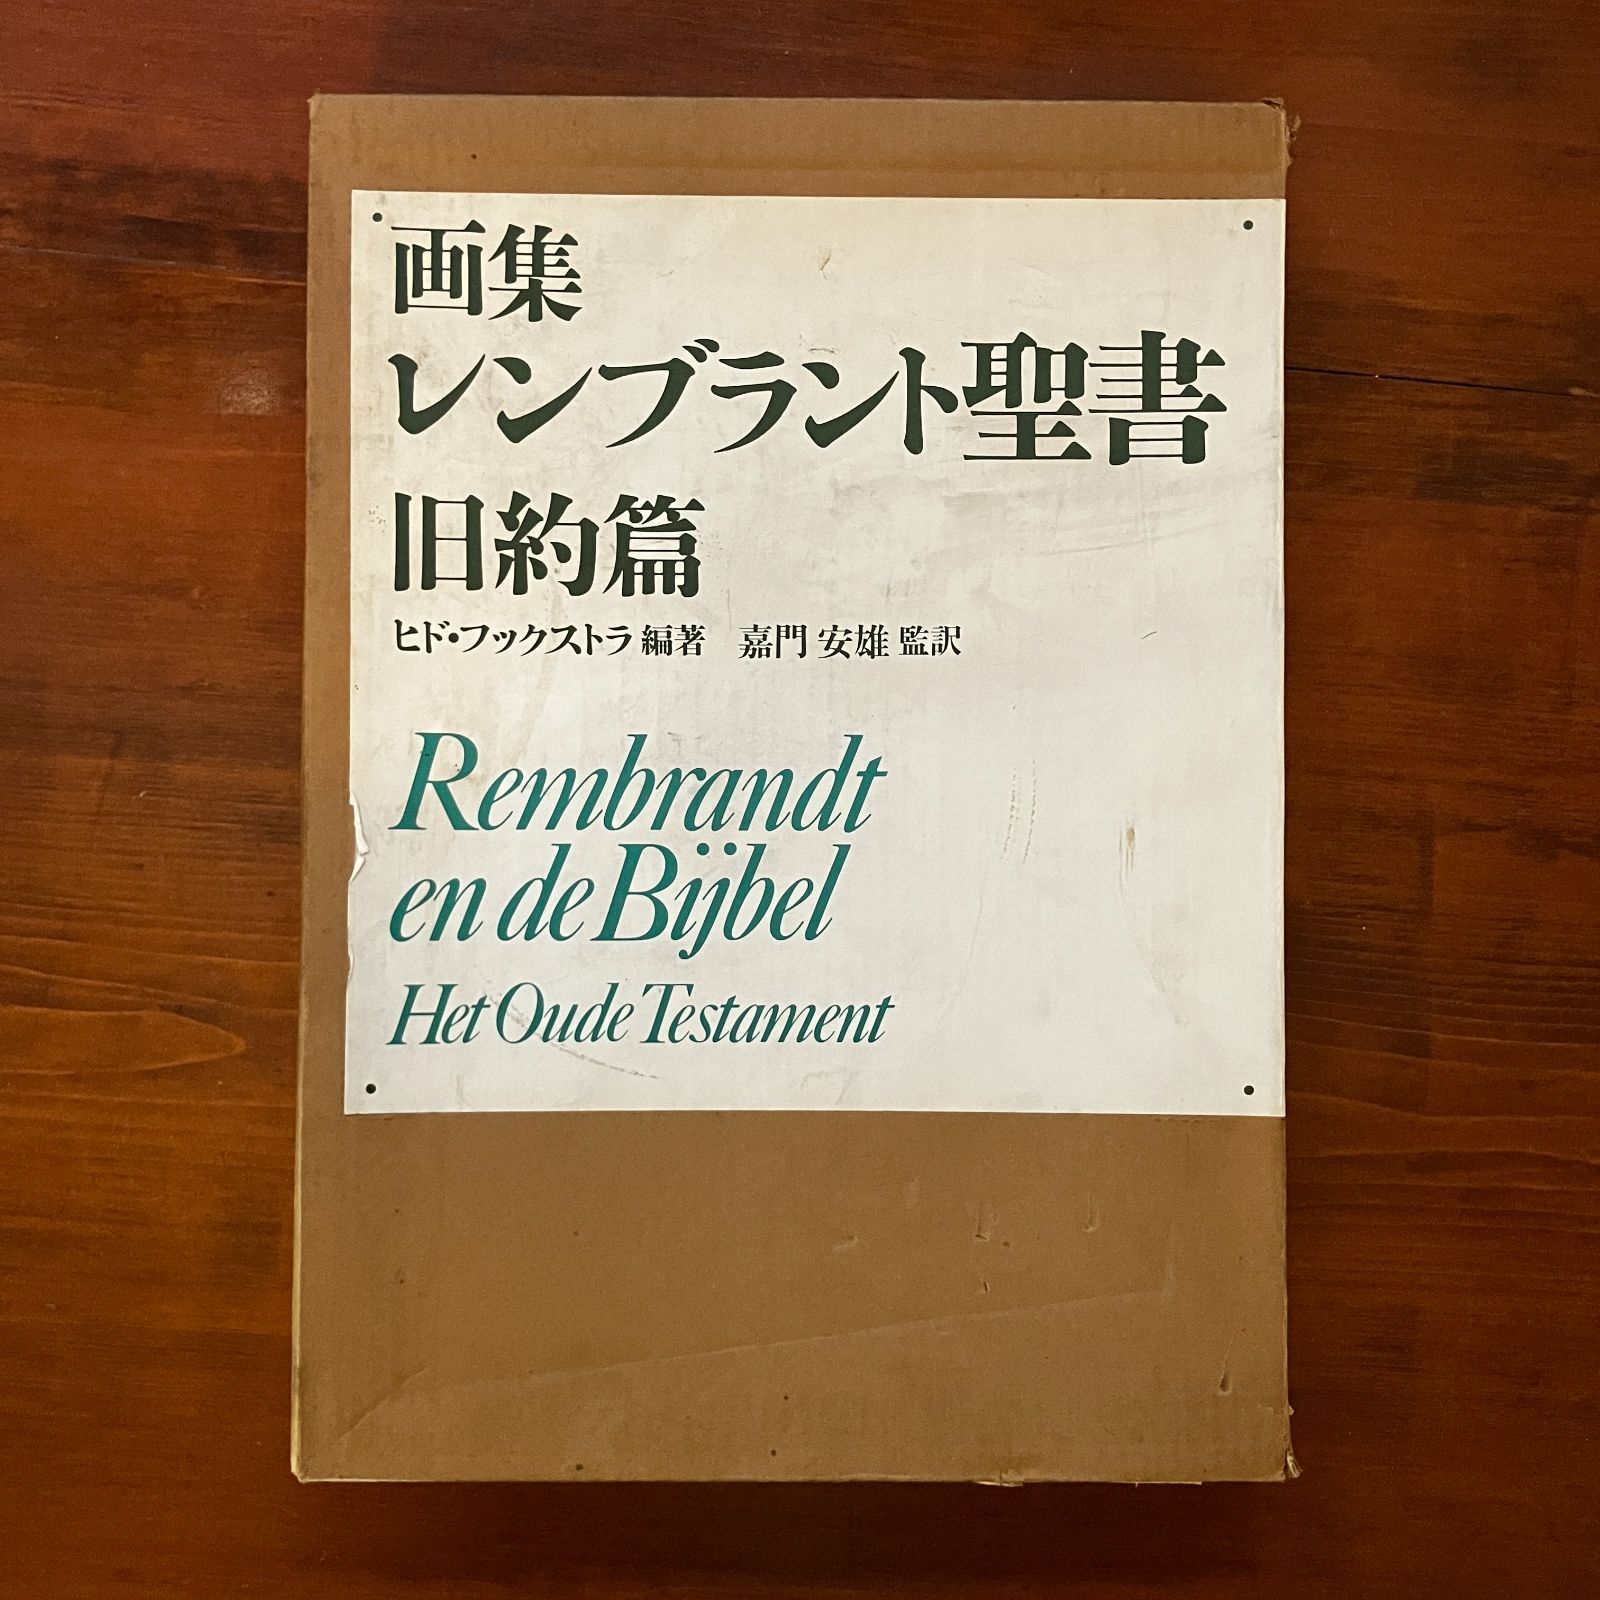 画集
レンブラント聖書
旧約篇
ヒド・フックストラ 編著 嘉門 安雄 監訳
Rembrandt
en de Bijbel
Het Oude Testament